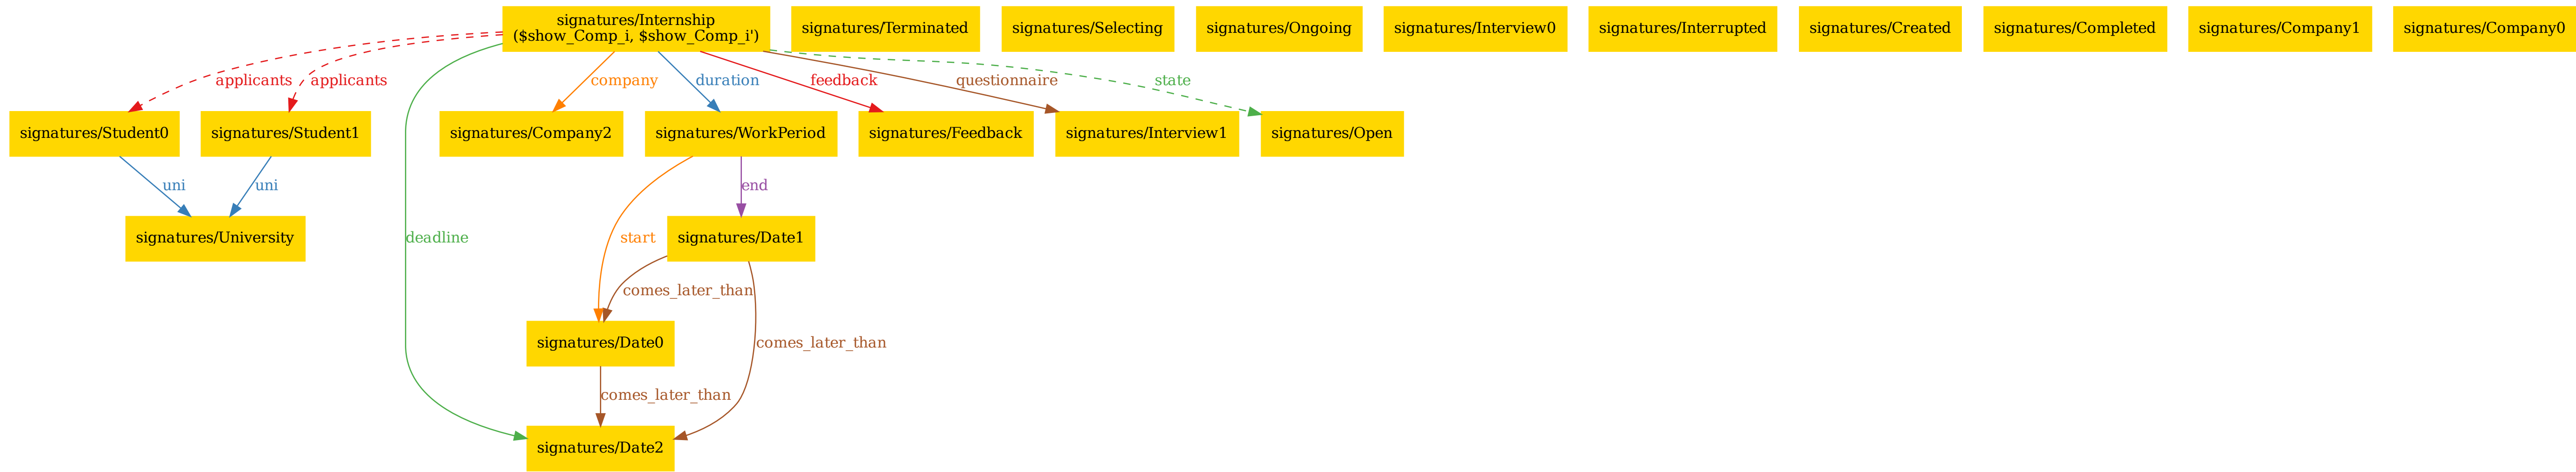 signatures/Internship
($show_Comp_i, $show_Comp_i')
signatures/Terminated
signatures/Selecting
signatures/Ongoing
signatures/Interview0
signatures/Interrupted
signatures/Created
signatures/Completed
signatures/Company1
signatures/Company0
applicants
applicants
company
duration
feedback
questionnaire
state
signatures/Student0
signatures/Student1
signatures/Company2
signatures/WorkPeriod
signatures/Feedback
signatures/Interview1
signatures/Open
uni
uni
end
signatures/University
deadline
start
signatures/Date1
comes_later_than
signatures/Date0
comes_later_than
comes_later_than
signatures/Date2